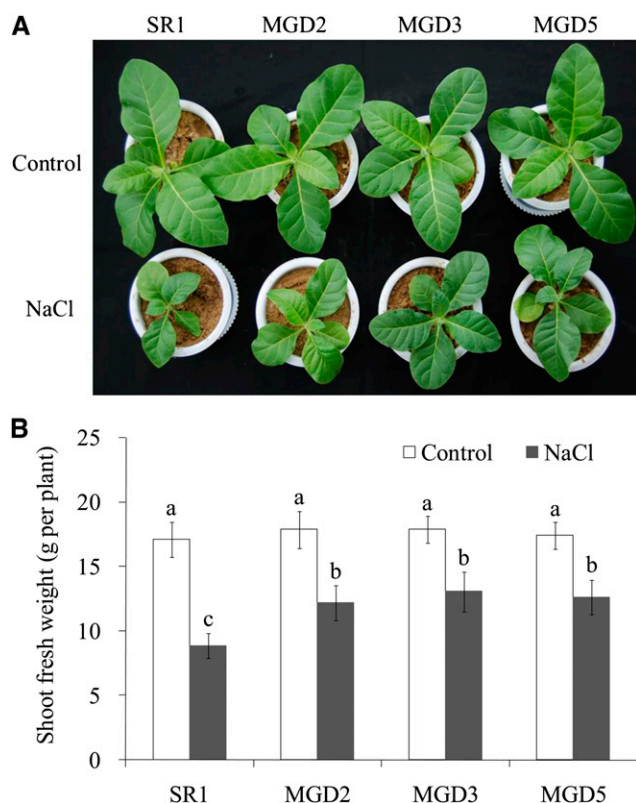 A
SR1 MGD2 MGD3 MGD5
Control
NaCl
B
Shoot fresh weight (g per plant)
25
20
15
10
5
0
Control NaCl
a a a a
c b b b
SR1 MGD2 MGD3 MGD5